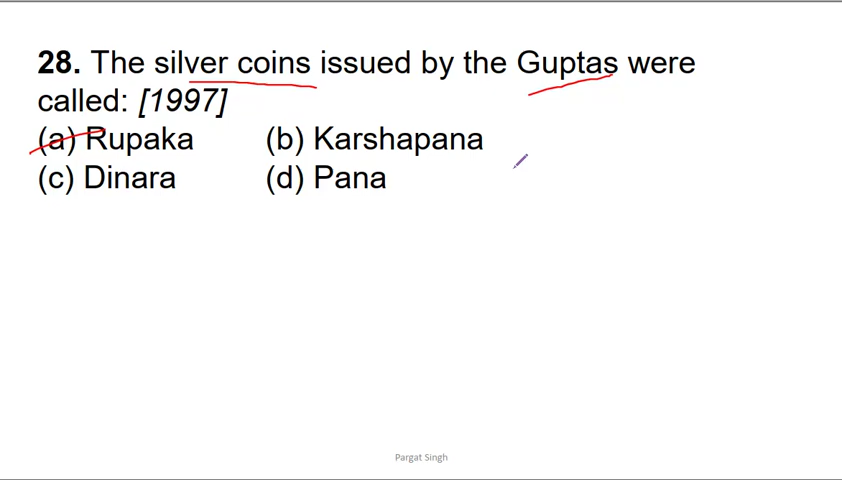 28. The silver coins issued by the Guptas were
called: [1997]
(a) Rupaka (b) Karshapana
(c) Dinara (d) Pana
Pargat Singh